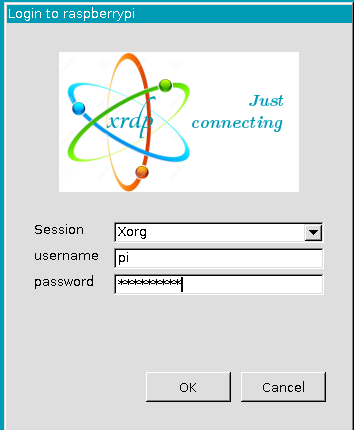 Login to raspberrypi
Just
xrdp connecting
Session Xorg
username pi
password *********
OK Cancel